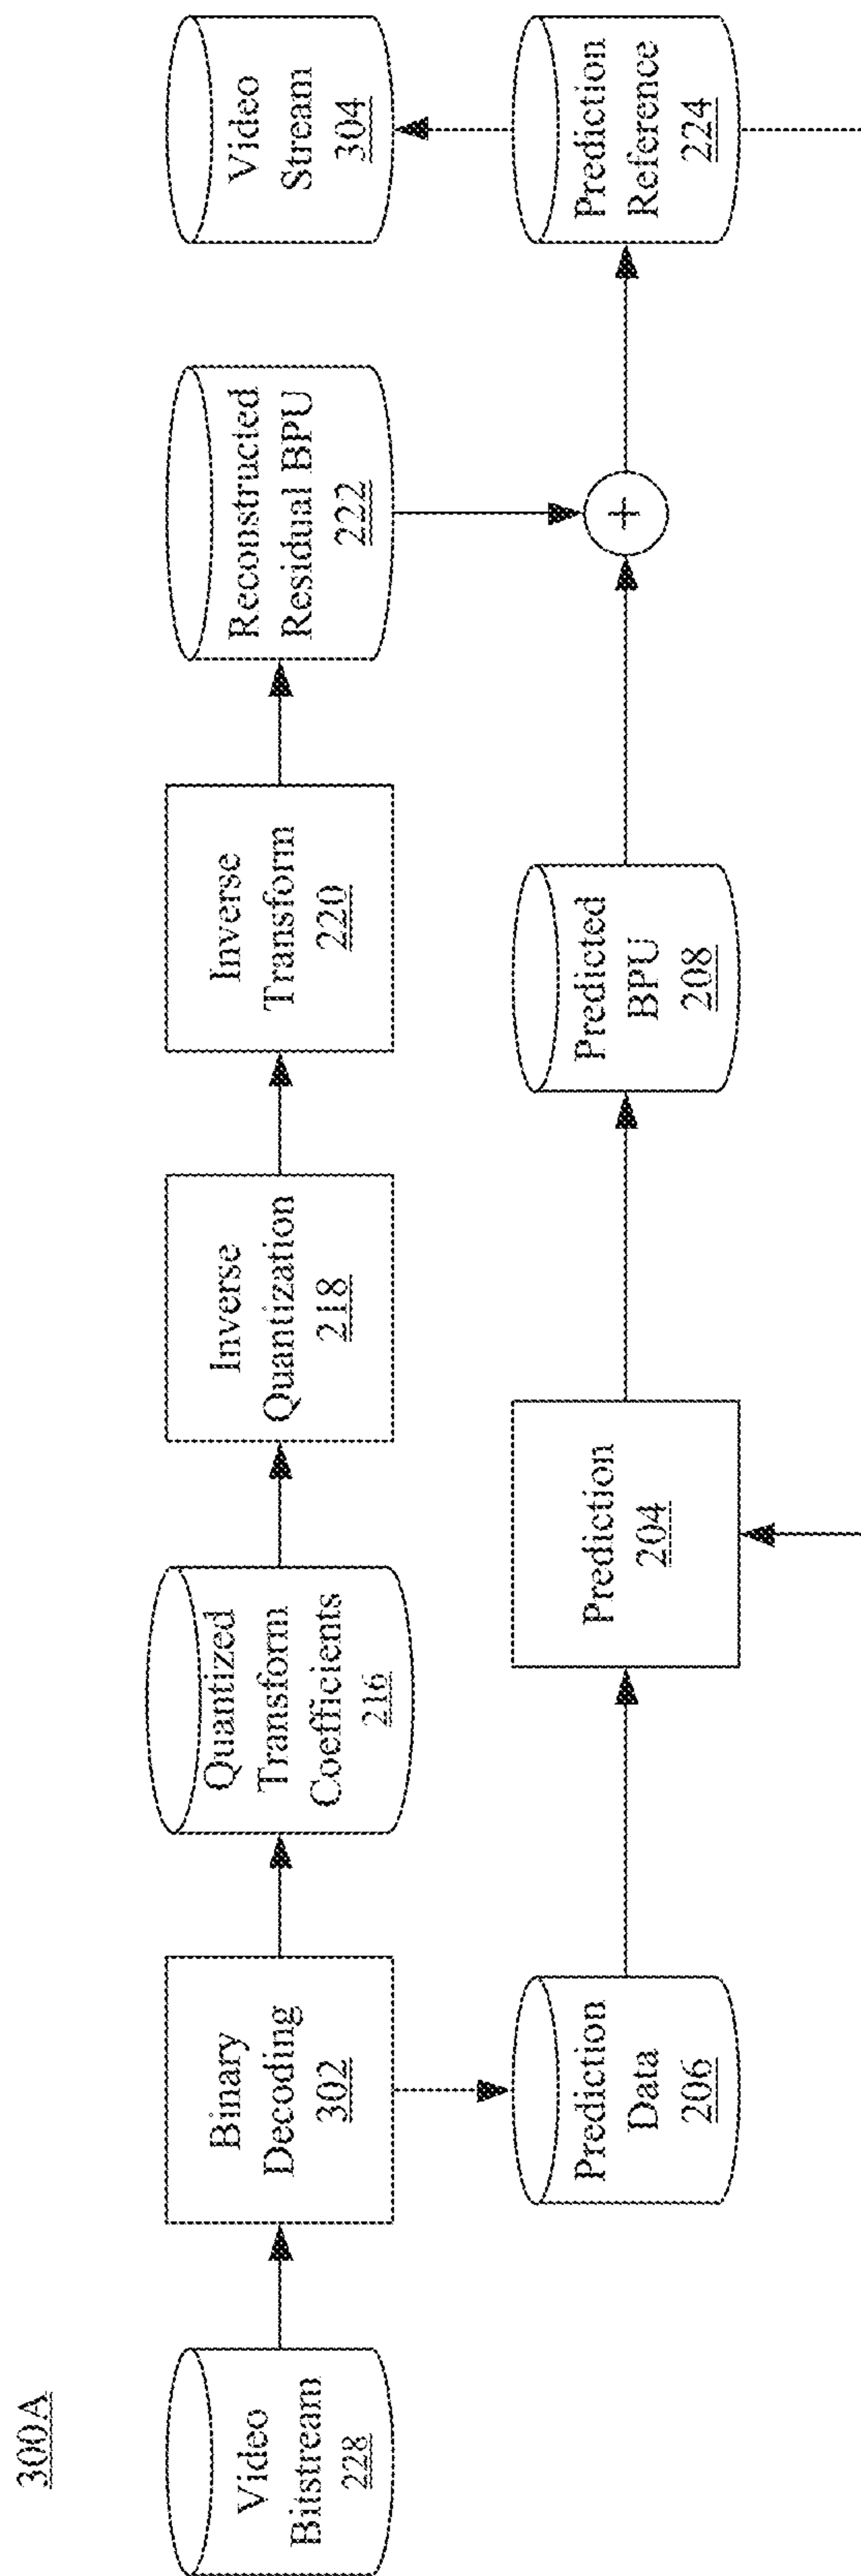 300A
Video
Bitstream
228
Binary
Decoding
302
Quantized
Transform
Coefficients
216
Inverse
Quantization
218
Inverse
Transform
220
Reconstructed
Residual BPU
222
Video
Stream
304
Prediction
Data
206
Prediction
204
Predicted
BPU
208
+
Prediction
Reference
224